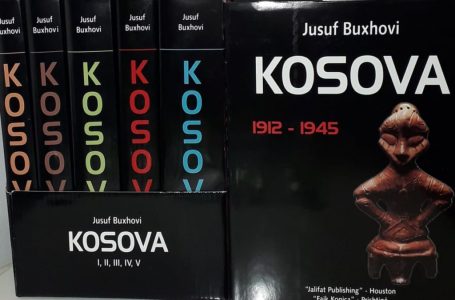 Jusuf Buxhovi
KOSOV
Jusuf Buxhovi
KOSOV
Jusuf Buxhovi
KOSOV
Jusuf Buxhovi
KOSOV
Jusuf Buxhovi
KOSOV
Jusuf Buxhovi
KOSOVA
I, II, III, IV, V
Jusuf Buxhovi
KOSOVA
1912 - 1945
"Jalifat Publishing" - Houston
"Faik Konica" - Prishtinë